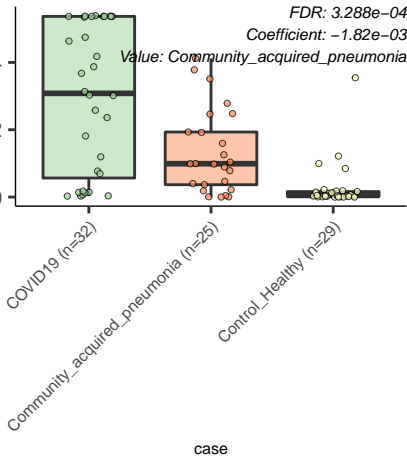 FDR: 3.288e−04
Coefficient: −1.82e−03
Value: Community_acquired_pneumonia
COVID19 (n=32)
Community_acquired_pneumonia (n=25)
Control_Healthy (n=29)
case